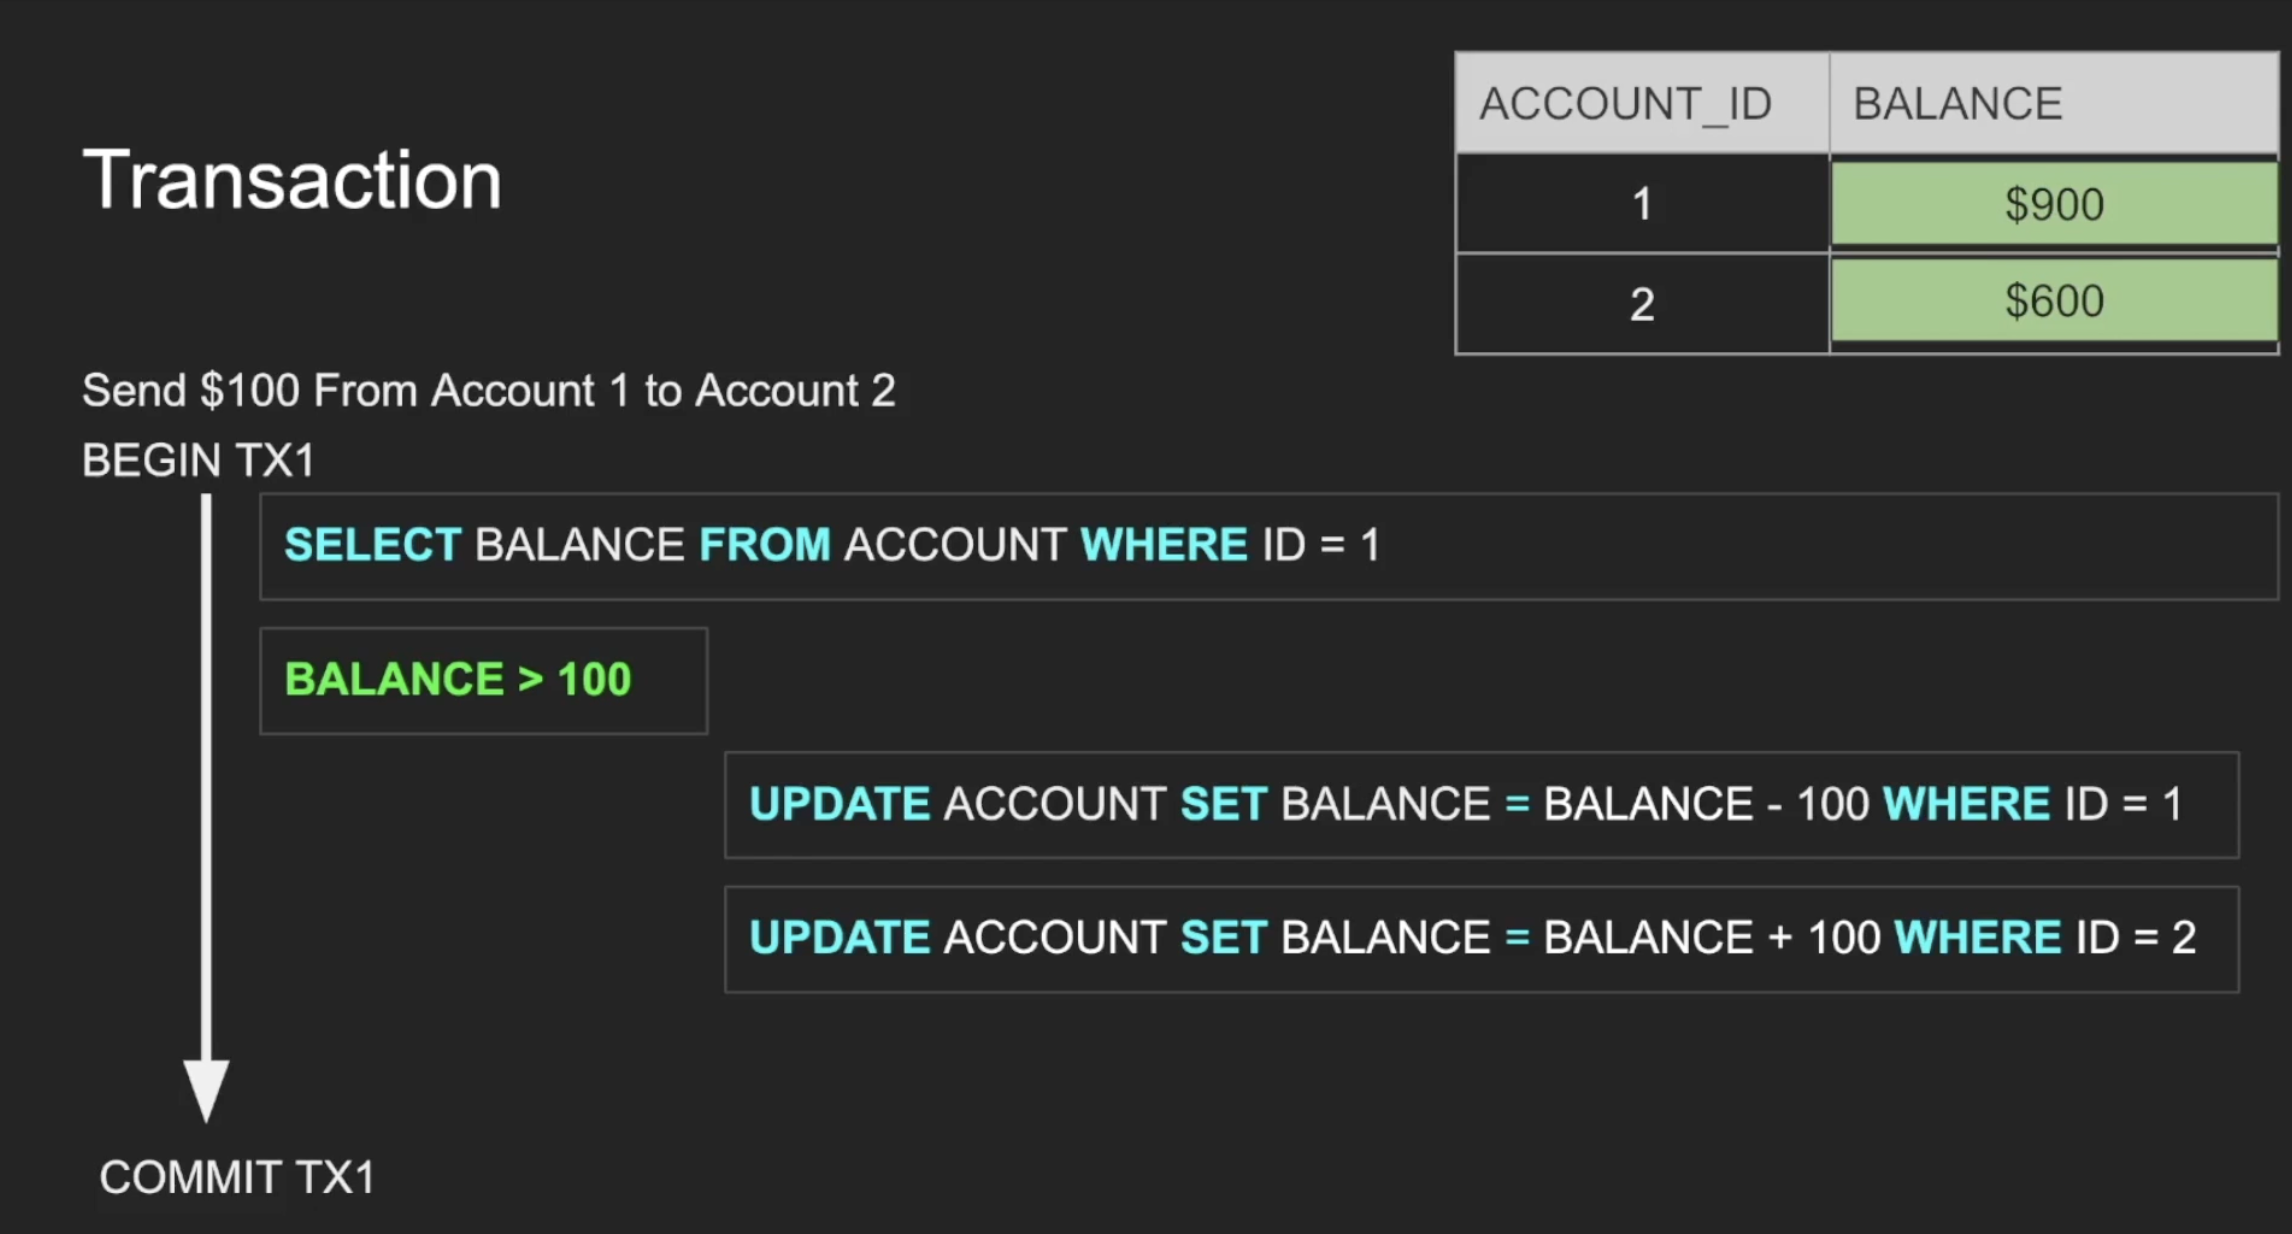 Transaction
ACCOUNT_ID BALANCE
1 $900
2 $600
Send $100 From Account 1 to Account 2
BEGIN TX1
SELECT BALANCE FROM ACCOUNT WHERE ID = 1
BALANCE > 100
UPDATE ACCOUNT SET BALANCE = BALANCE - 100 WHERE ID = 1
UPDATE ACCOUNT SET BALANCE = BALANCE + 100 WHERE ID = 2
COMMIT TX1